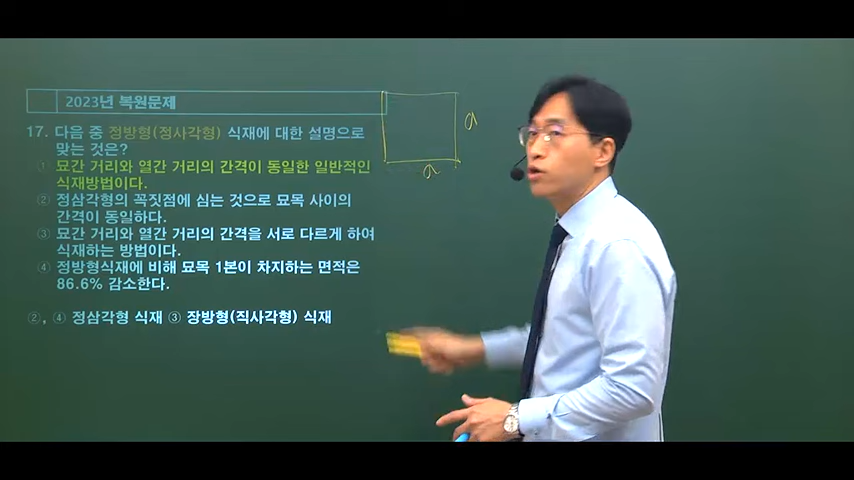 2023년 복원문제
17. 다음 중 정방형(정사각형) 식재에 대한 설명으로
맞는 것은?
① 묘간 거리와 열간 거리의 간격이 동일한 일반적인
식재방법이다.
② 정삼각형의 꼭짓점에 심는 것으로 묘목 사이의
간격이 동일하다.
③ 묘간 거리와 열간 거리의 간격을 서로 다르게 하여
식재하는 방법이다.
④ 정방형식재에 비해 묘목 1본이 차지하는 면적은
86.6% 감소한다.
②, ④ 정삼각형 식재 ③ 장방형(직사각형) 식재
a
a